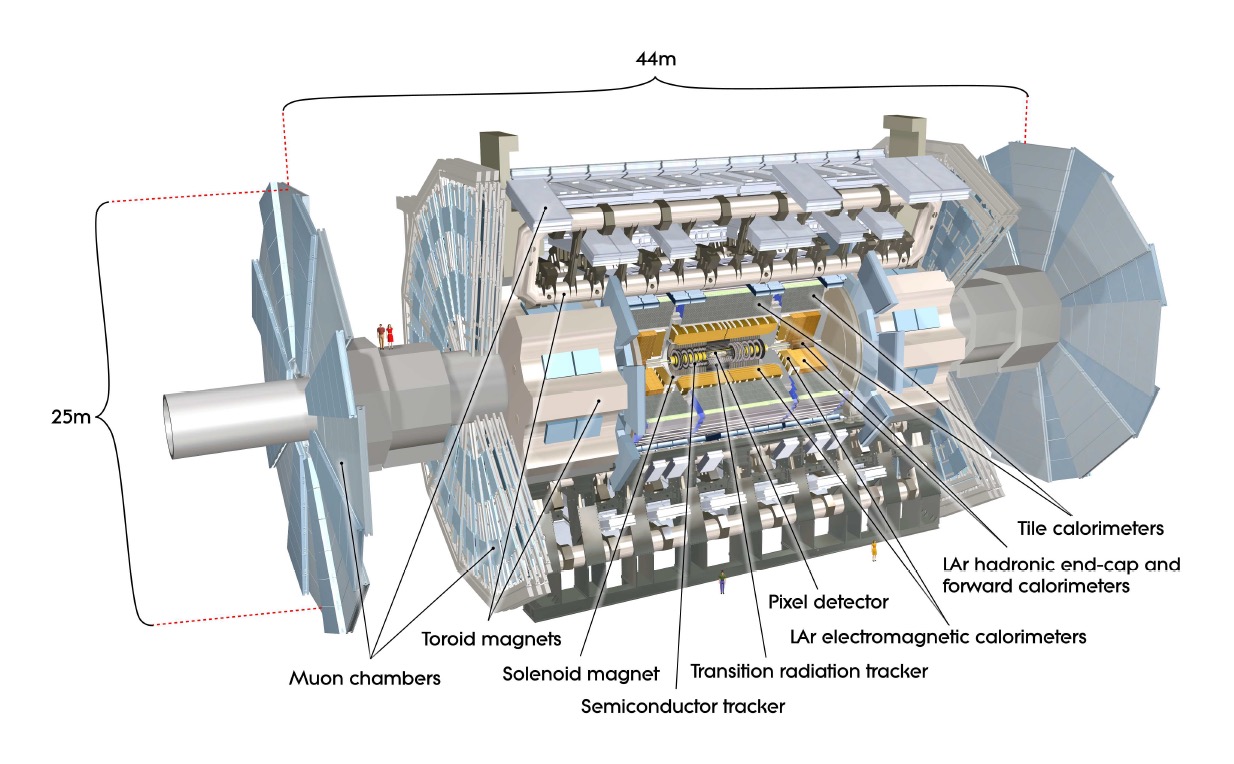 44m
25m
Tile calorimeters
LAr hadronic end-cap and
forward calorimeters
Pixel detector
LAr electromagnetic calorimeters
Toroid magnets
Solenoid magnet
Transition radiation tracker
Muon chambers
Semiconductor tracker